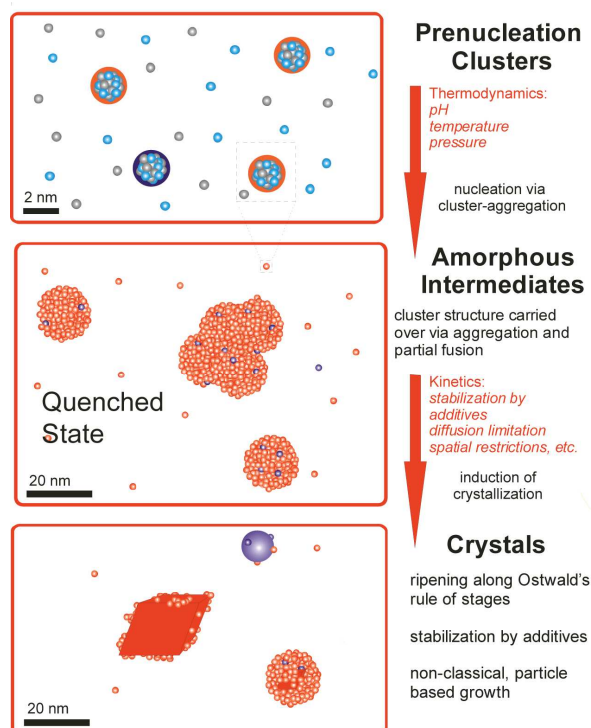 Prenucleation
Clusters
Thermodynamics:
pH
temperature
pressure
nucleation via
cluster-aggregation
2 nm
Amorphous
Intermediates
cluster structure carried
over via aggregation and
partial fusion
Quenched
State
20 nm
Kinetics:
stabilization by
additives
diffusion limitation
spatial restrictions, etc.
induction of
crystallization
Crystals
ripening along Ostwald's
rule of stages
stabilization by additives
non-classical, particle
based growth
20 nm